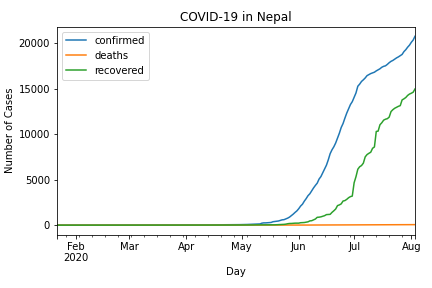 COVID-19 in Nepal
confirmed
deaths
recovered
Number of Cases
20000
15000
10000
5000
0
Feb Mar Apr May Jun Jul Aug
2020
Day